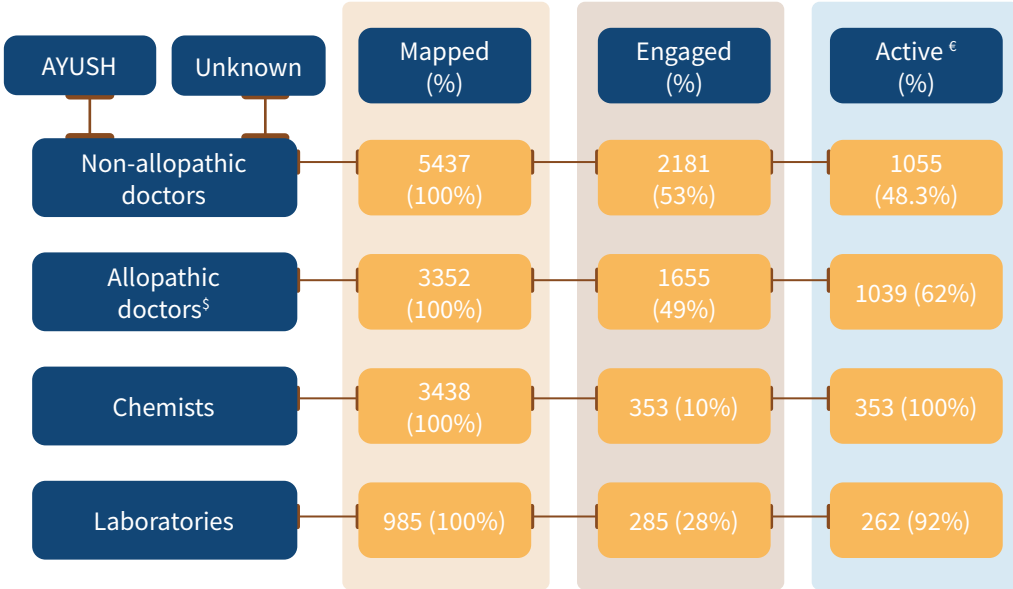 AYUSH
Unknown
Mapped
(%)
Engaged
(%)
Active €
(%)
Non-allopathic
doctors
5437
(100%)
2181
(53%)
1055
(48.3%)
Allopathic
doctors$
3352
(100%)
1655
(49%)
1039 (62%)
Chemists
3438
(100%)
353 (10%)
353 (100%)
Laboratories
985 (100%)
285 (28%)
262 (92%)